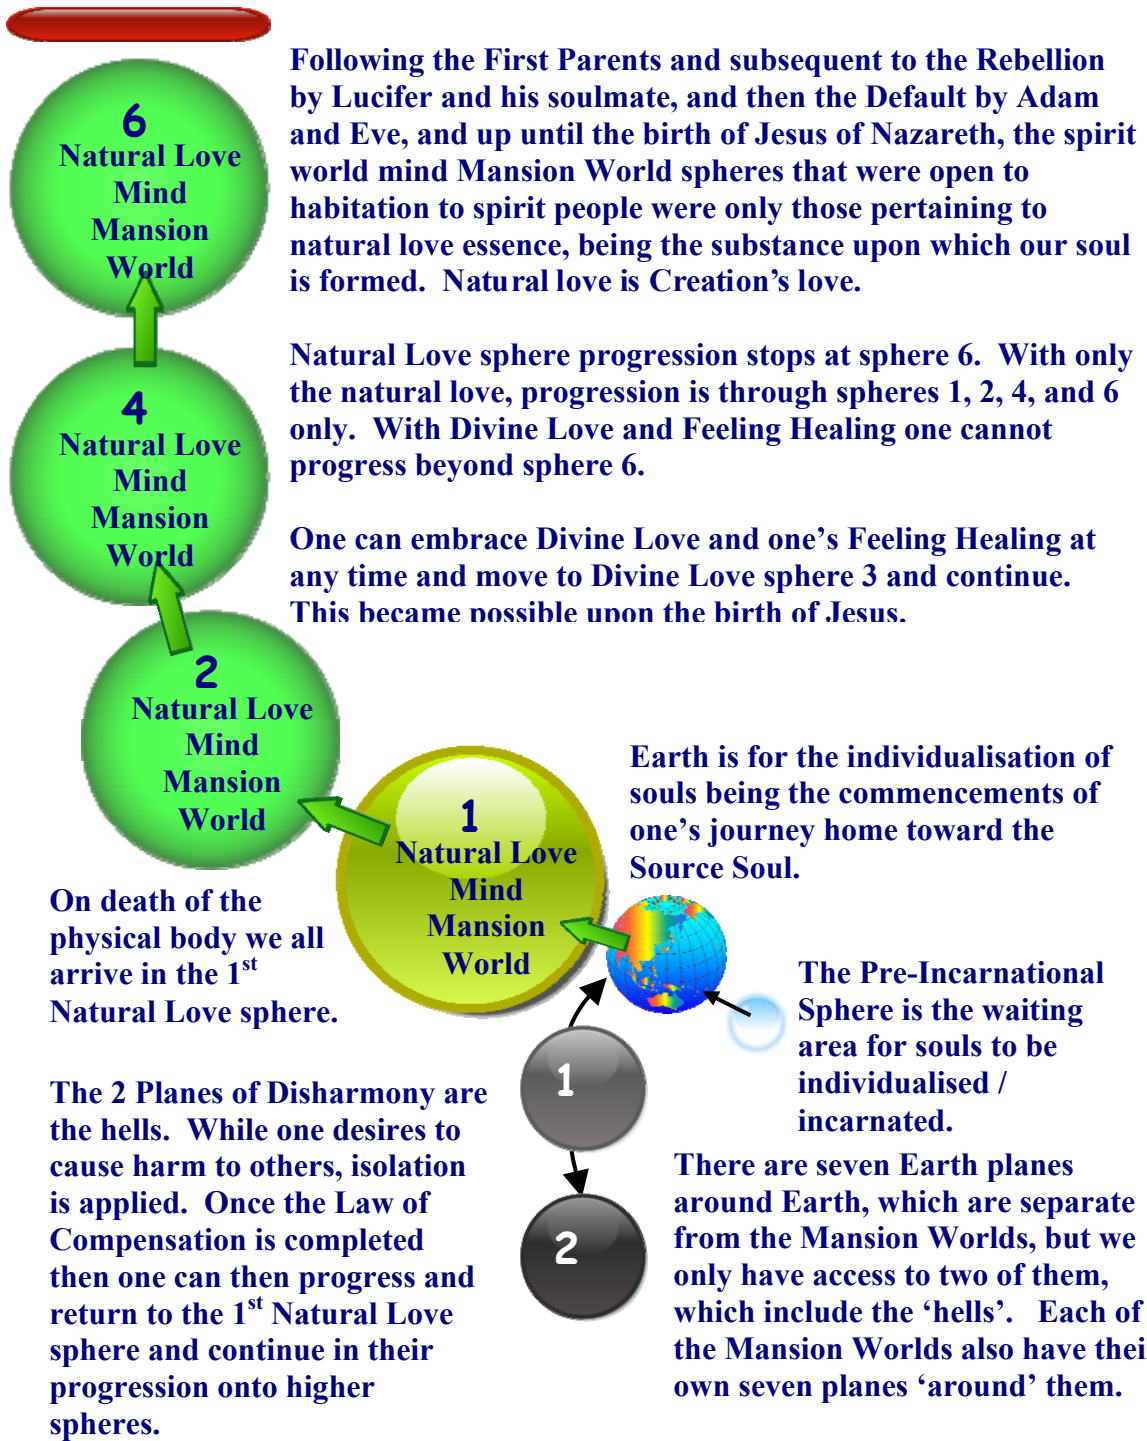 Following the First Parents and subsequent to the Rebellion
by Lucifer and his soulmate, and then the Default by Adam
and Eve, and up until the birth of Jesus of Nazareth, the spirit
world mind Mansion World spheres that were open to
habitation to spirit people were only those pertaining to
natural love essence, being the substance upon which our soul
is formed.  Natural love is Creation’s love.
Natural Love sphere progression stops at sphere 6.  With only
the natural love, progression is through spheres 1, 2, 4, and 6
only.  With Divine Love and Feeling Healing one cannot
progress beyond sphere 6.
One can embrace Divine Love and one’s Feeling Healing at
any time and move to Divine Love sphere 3 and continue.
This became possible upon the birth of Jesus.
6
Natural Love
Mind
Mansion
World
4
Natural Love
Mind
Mansion
World
2
Natural Love
Mind
Mansion
World
1
Natural Love
Mind
Mansion
World
Earth is for the individualisation of
souls being the commencements of
one’s journey home toward the
Source Soul.
On death of the
physical body we all
arrive in the 1st
Natural Love sphere.
The Pre-Incarnational
Sphere is the waiting
area for souls to be
individualised /
incarnated.
1
2
The 2 Planes of Disharmony are
the hells.  While one desires to
cause harm to others, isolation
is applied.  Once the Law of
Compensation is completed
then one can then progress and
return to the 1st Natural Love
sphere and continue in their
progression onto higher
spheres.
There are seven Earth planes
around Earth, which are separate
from the Mansion Worlds, but we
only have access to two of them,
which include the ‘hells’.   Each of
the Mansion Worlds also have thei
own seven planes ‘around’ them.